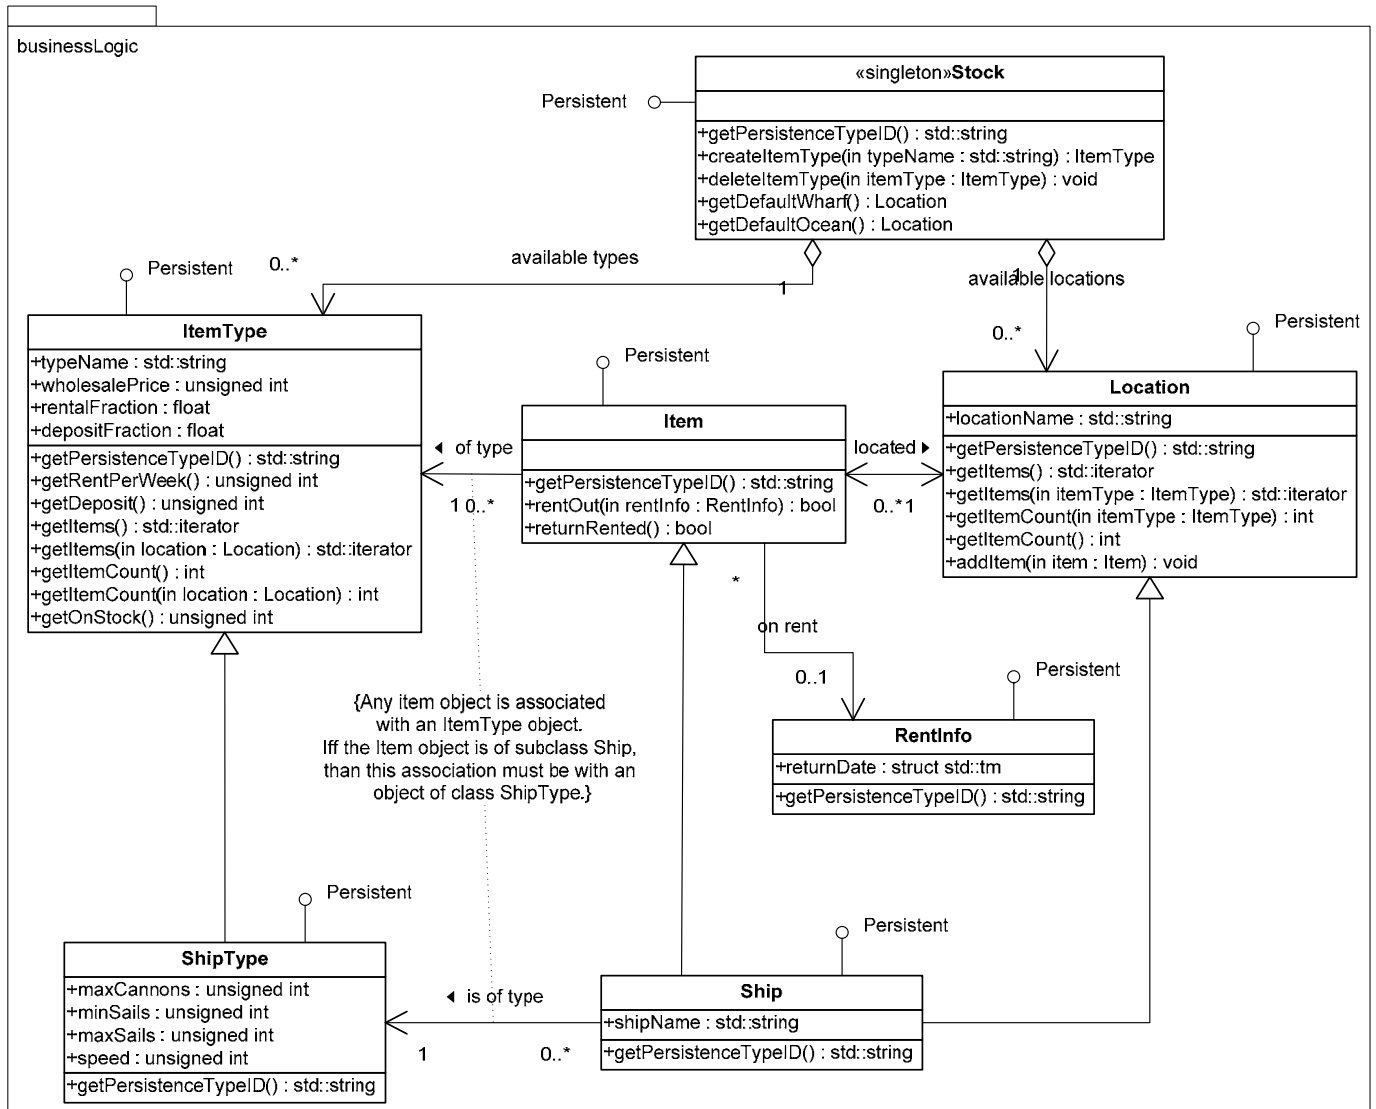 businessLogic
«singleton»Stock
Persistent
+getPersistenceTypeID() : std::string
+createItemType(in typeName : std::string) : ItemType
+deleteItemType(in itemType : ItemType) : void
+getDefaultWharf() : Location
+getDefaultOcean() : Location
available types
0..*
1
available locations
1
0..*
Persistent
ItemType
+typeName : std::string
+wholesalePrice : unsigned int
+rentalFraction : float
+depositFraction : float
+getPersistenceTypeID() : std::string
+getRentPerWeek() : unsigned int
+getDeposit() : unsigned int
+getItems() : std::iterator
+getItems(in location : Location) : std::iterator
+getItemCount() : int
+getItemCount(in location : Location) : int
+getOnStock() : unsigned int
of type
1
0..*
Persistent
Item
+getPersistenceTypeID() : std::string
+rentOut(in rentInfo : RentInfo) : bool
+returnRented() : bool
located
0..*
1
Persistent
Location
+locationName : std::string
+getPersistenceTypeID() : std::string
+getItems() : std::iterator
+getItems(in itemType : ItemType) : std::iterator
+getItemCount(in itemType : ItemType) : int
+getItemCount() : int
+addItem(in item : Item) : void
*
on rent
0..1
Persistent
RentInfo
+returnDate : struct std::tm
+getPersistenceTypeID() : std::string
{Any item object is associated
with an ItemType object.
Iff the Item object is of subclass Ship,
than this association must be with an
object of class ShipType.}
Persistent
ShipType
+maxCannons : unsigned int
+minSails : unsigned int
+maxSails : unsigned int
+speed : unsigned int
+getPersistenceTypeID() : std::string
is of type
1
0..*
Persistent
Ship
+shipName : std::string
+getPersistenceTypeID() : std::string